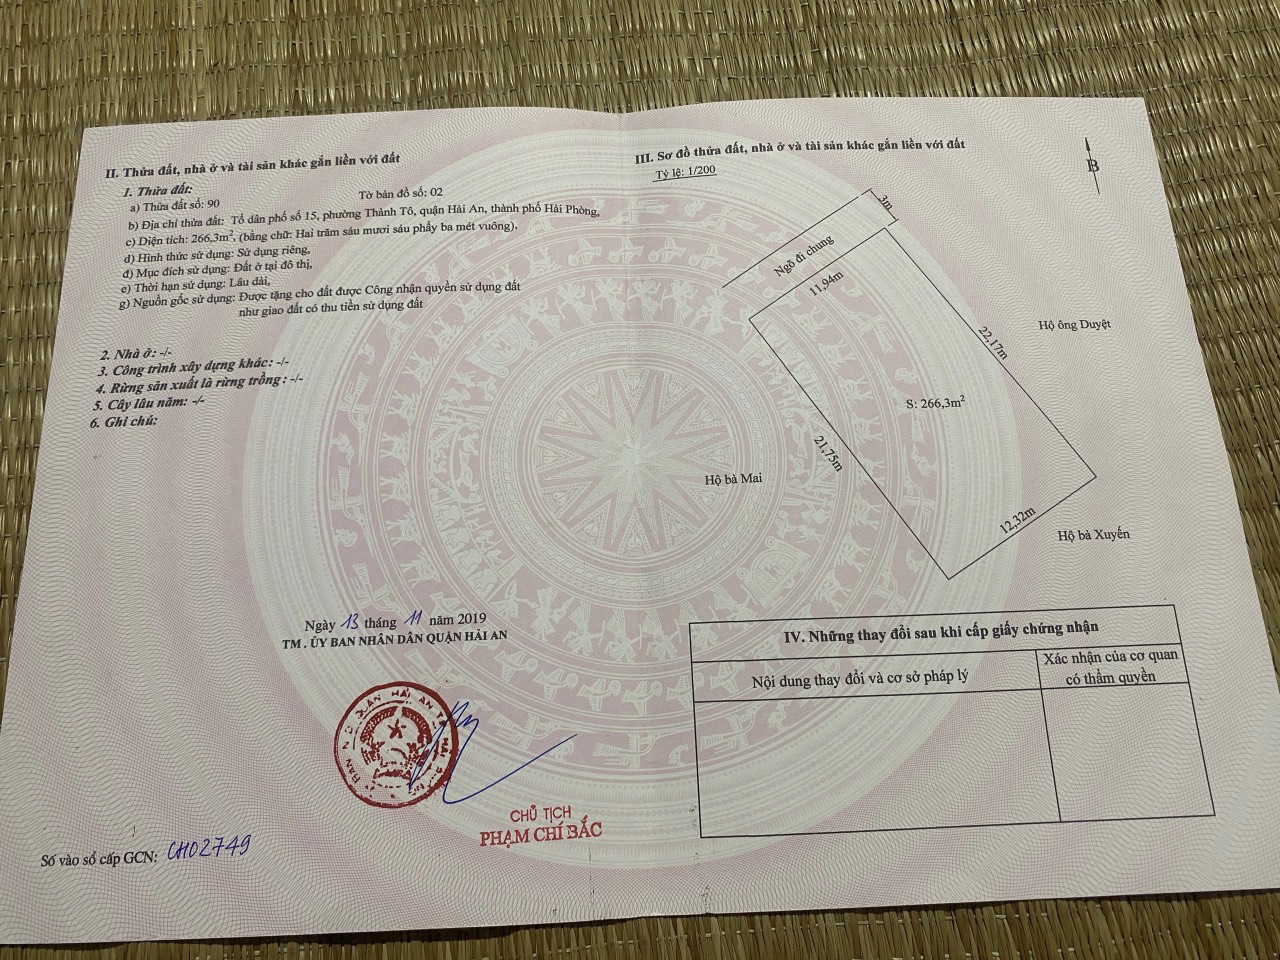 II. Thửa đất, nhà ở và tài sản khác gắn liền với đất
1. Thửa đất:
a) Thửa đất số: 90 Tờ bản đồ số: 02
b) Địa chỉ thửa đất: Tổ dân phố số 15, phường Thành Tô, quận Hải An, thành phố Hải Phòng,
c) Diện tích: 266,3m², (bằng chữ: Hai trăm sáu mươi sáu phẩy ba mét vuông),
d) Hình thức sử dụng: Sử dụng riêng,
đ) Mục đích sử dụng: Đất ở tại đô thị,
e) Thời hạn sử dụng: Lâu dài,
g) Nguồn gốc sử dụng: Được tặng cho đất được Công nhận quyền sử dụng đất
như giao đất có thu tiền sử dụng đất
2. Nhà ở: -/-
3. Công trình xây dựng khác: -/-
4. Rừng sản xuất là rừng trồng: -/-
5. Cây lâu năm: -/-
6. Ghi chú:
Ngày 13 tháng 11 năm 2019
TM. ỦY BAN NHÂN DÂN QUẬN HẢI AN
CHỦ TỊCH
PHẠM CHÍ BẮC
Số vào sổ cấp GCN: CH02749
III. Sơ đồ thửa đất, nhà ở và tài sản khác gắn liền với đất
Tỷ lệ: 1/200
B
3m
Ngõ đi chung
11,94m
22,17m
Hộ ông Duyệt
S: 266,3m²
21,75m
Hộ bà Mai
12,32m
Hộ bà Xuyến
IV. Những thay đổi sau khi cấp giấy chứng nhận
Nội dung thay đổi và cơ sở pháp lý
Xác nhận của cơ quan
có thẩm quyền